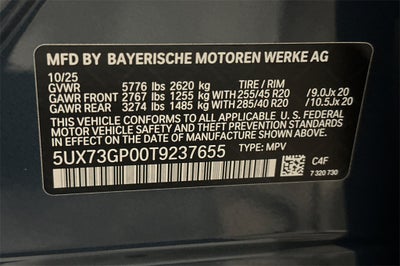 MFD BY BAYERISCHE MOTOREN WERKE AG
10/25
GVWR 5776 lbs 2620 kg TIRE / RIM
GAWR FRONT 2767 lbs 1255 kg WITH 255/45 R20 /9.0Jx 20
GAWR REAR 3274 lbs 1485 kg WITH 285/40 R20 /10.5Jx 20
THIS VEHICLE CONFORMS TO ALL APPLICABLE U.S. FEDERAL
MOTOR VEHICLE SAFETY STANDARDS
IN EFFECT ON THE DATE OF MANUFACTURE SHOWN ABOVE.
5UX73GP00T9237655 TYPE: MPV
C4F
7 320 730